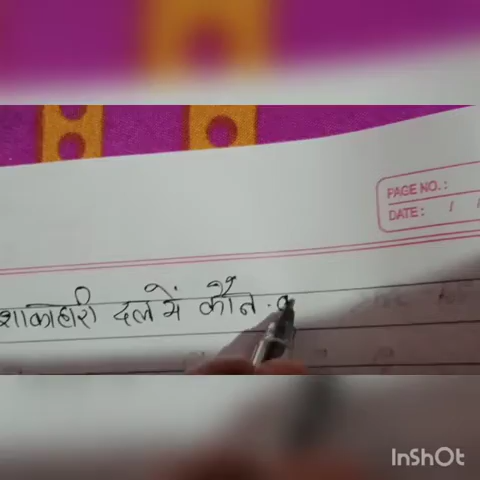 PAGE NO.:
DATE: / /
शाकाहारी दल में कौन-
InShOt